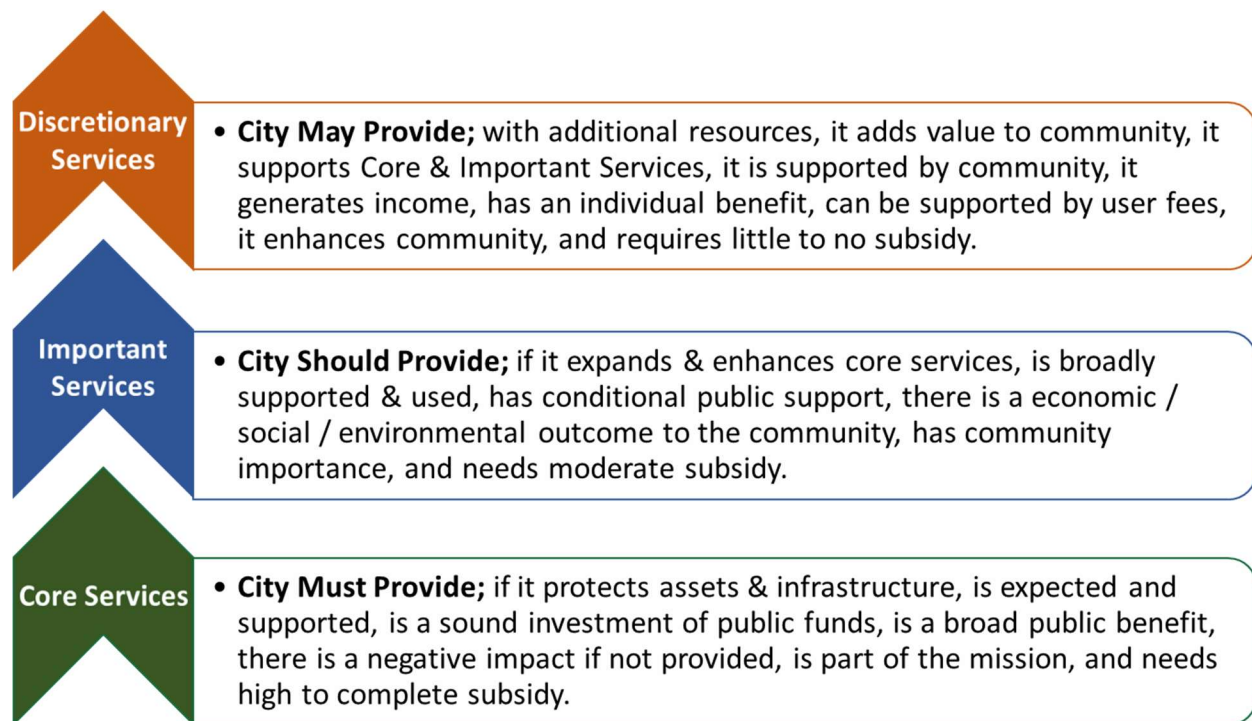 Discretionary
Services
• City May Provide; with additional resources, it adds value to community, it
supports Core & Important Services, it is supported by community, it
generates income, has an individual benefit, can be supported by user fees,
it enhances community, and requires little to no subsidy.
Important
Services
• City Should Provide; if it expands & enhances core services, is broadly
supported & used, has conditional public support, there is a economic /
social / environmental outcome to the community, has community
importance, and needs moderate subsidy.
Core Services
• City Must Provide; if it protects assets & infrastructure, is expected and
supported, is a sound investment of public funds, is a broad public benefit,
there is a negative impact if not provided, is part of the mission, and needs
high to complete subsidy.